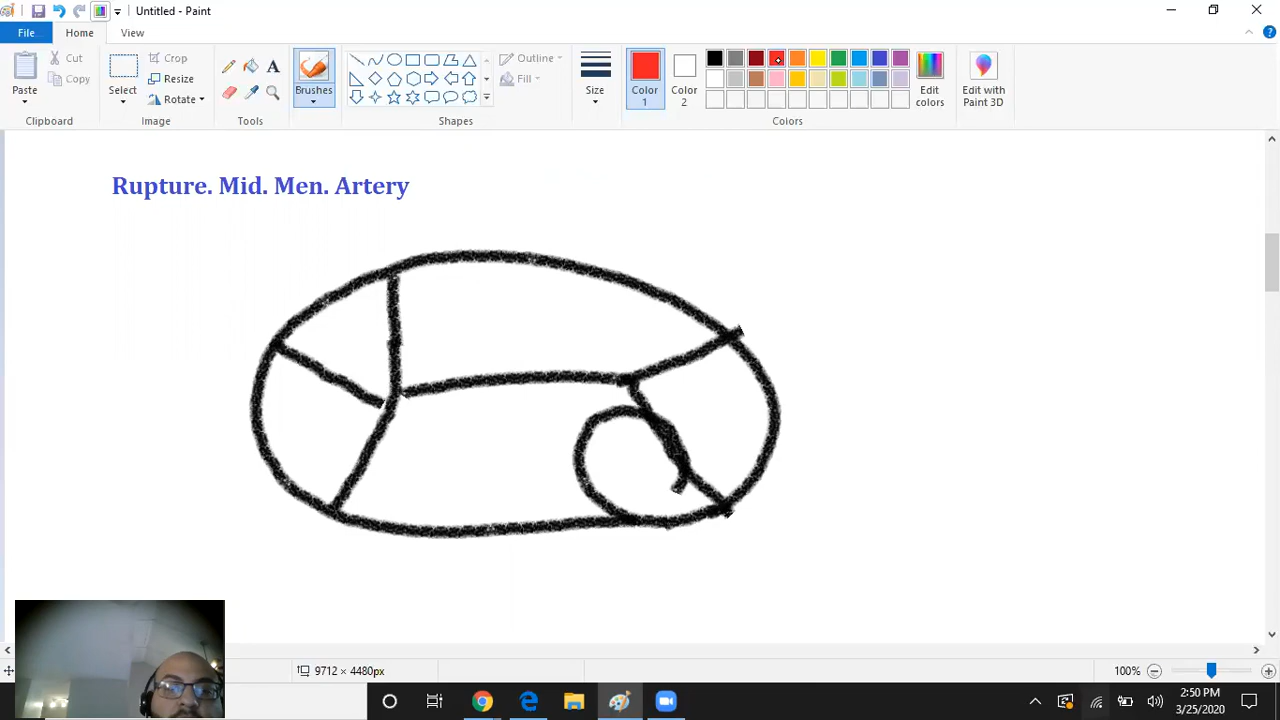 Untitled - Paint
File
Home
View
Paste
Cut
Copy
Clipboard
Select
Crop
Resize
Rotate
Image
A
Tools
Brushes
Outline
Fill
Shapes
Size
Color 1
Color 2
Edit colors
Colors
Edit with Paint 3D
Rupture. Mid. Men. Artery
9712 × 4480px
100%
2:50 PM
3/25/2020